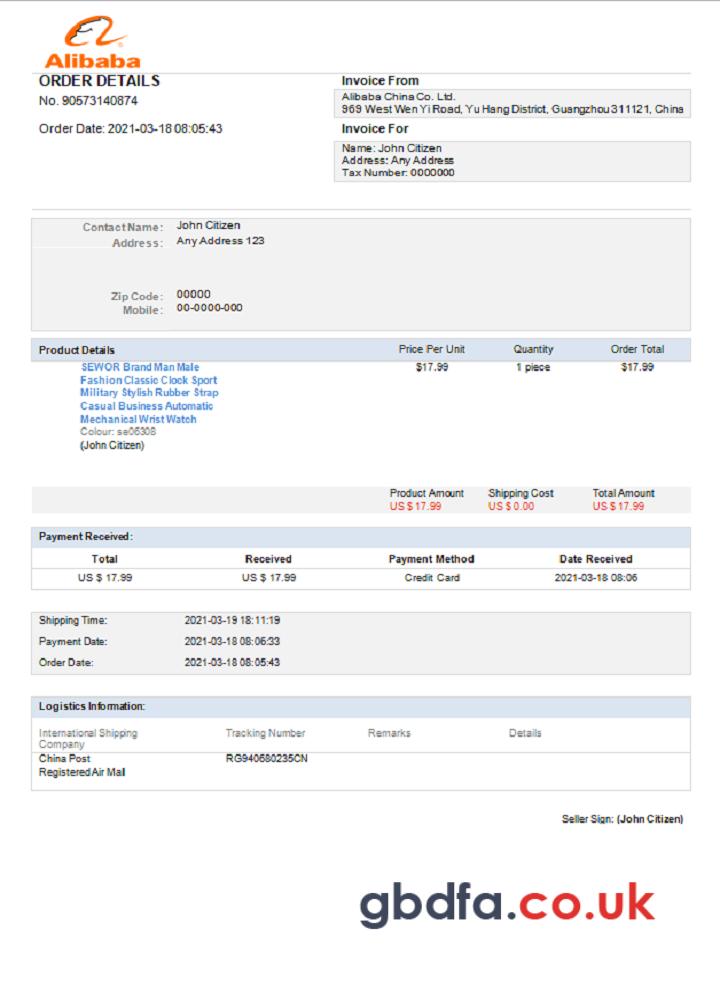 Alibaba
ORDER DETAILS
No. 90573140874
Order Date: 2021-03-18 08:05:43
Invoice From
Alibaba China Co. Ltd.
969 West Wen Yi Road, Yu Hang District, Guangzhou 311121, China
Invoice For
Name: John Citizen
Address: Any Address
Tax Number: 0000000
Contact Name: John Citizen
Address: Any Address 123
Zip Code: 00000
Mobile: 00-0000-000
Product Details Price Per Unit Quantity Order Total
SEWOR Brand Man Male $17.99 1 piece $17.99
Fashion Classic Clock Sport
Military Stylish Rubber Strap
Casual Business Automatic
Mechanical Wrist Watch
Colour: se06308
(John Citizen)
Product Amount Shipping Cost Total Amount
US $ 17.99 US $ 0.00 US $ 17.99
Payment Received:
Total Received Payment Method Date Received
US $ 17.99 US $ 17.99 Credit Card 2021-03-18 08:06
Shipping Time: 2021-03-19 18:11:19
Payment Date: 2021-03-18 08:06:33
Order Date: 2021-03-18 08:05:43
Logistics Information:
International Shipping Tracking Number Remarks Details
Company
China Post RG940680235CN
Registered Air Mail
Seller Sign: (John Citizen)
gbdfa.co.uk